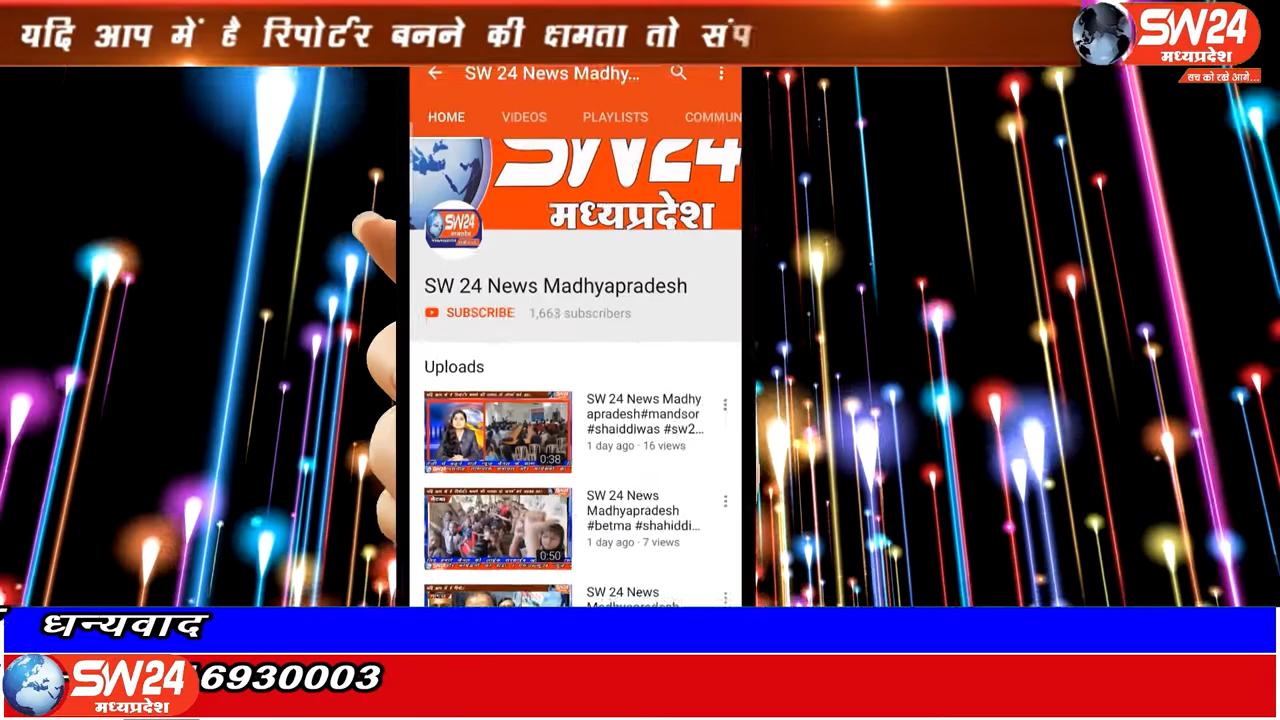 यदि आप में है रिपोर्टर बनने की क्षमता तो संप
SW24
मध्यप्रदेश
सच को रखे आगे...
SW 24 News Madhy...
HOME VIDEOS PLAYLISTS COMMUN
SW24
मध्यप्रदेश
SW24
SW 24 News Madhyapradesh
SUBSCRIBE 1,663 subscribers
Uploads
SW 24 News Madhy
apradesh#mandsor
#shaiddiwas #sw2...
1 day ago · 16 views
0:38
SW 24 News
Madhyapradesh
#betma #shahiddi...
1 day ago · 7 views
0:50
SW 24 News
Madhyapradesh
धन्यवाद
SW24
मध्यप्रदेश
6930003